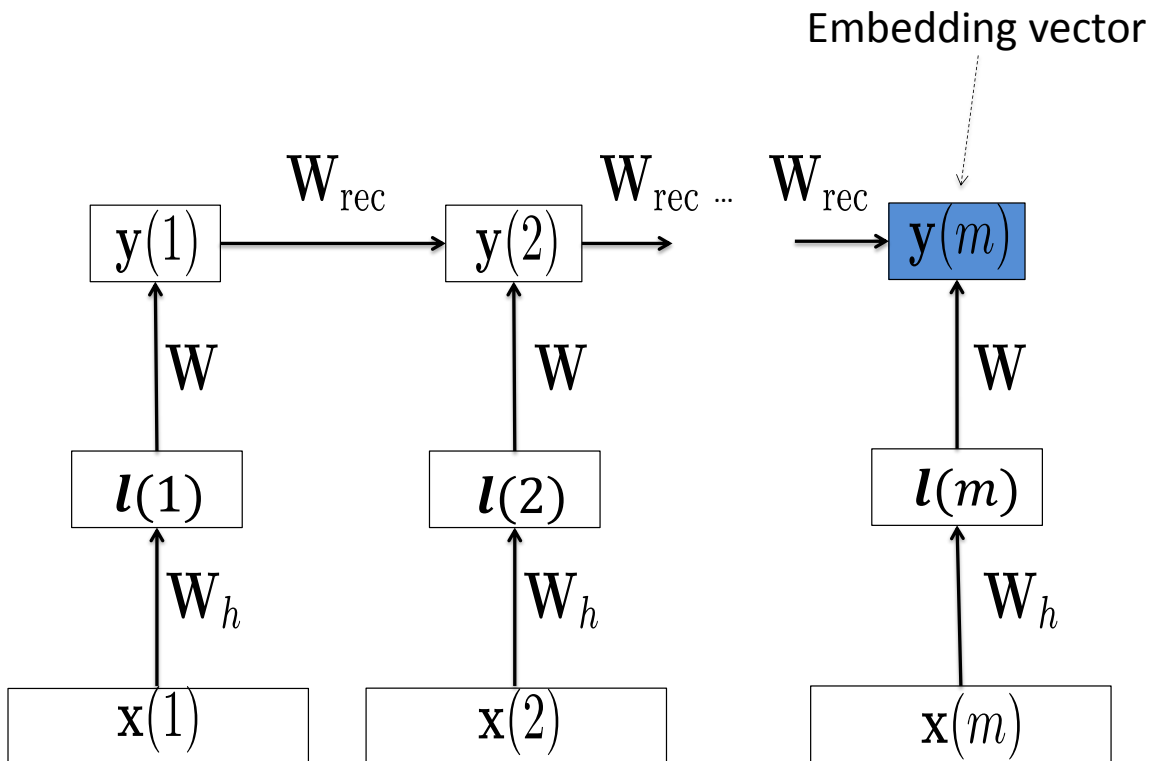 Embedding vector
W_rec W_rec ... W_rec
y(1) y(2) y(m)
W W W
l(1) l(2) l(m)
W_h W_h W_h
x(1) x(2) x(m)